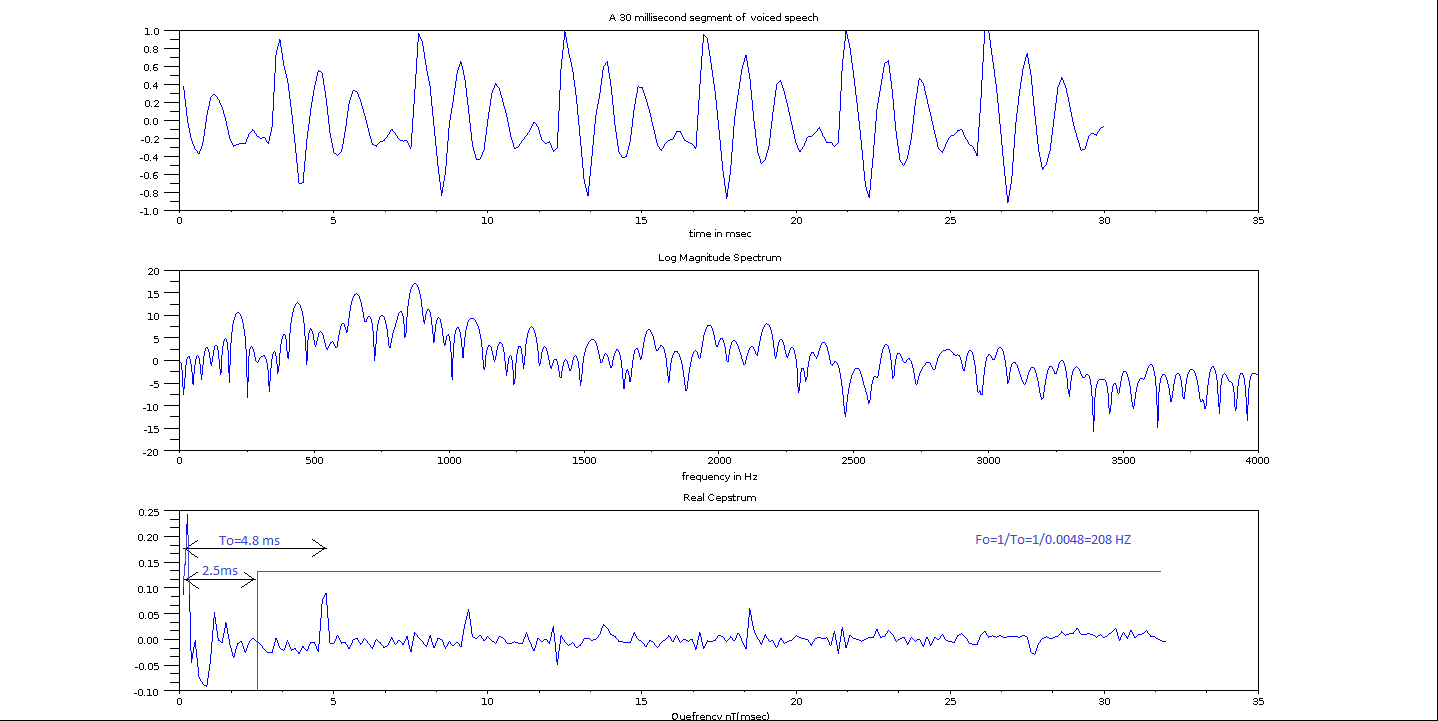 A 30 millisecond segment of voiced speech
1.0
0.8
0.6
0.4
0.2
0.0
-0.2
-0.4
-0.6
-0.8
-1.0
0 5 10 15 20 25 30 35
time in msec
Log Magnitude Spectrum
20
15
10
5
0
-5
-10
-15
-20
0 500 1000 1500 2000 2500 3000 3500 4000
frequency in Hz
Real Cepstrum
0.25
0.20
0.15
0.10
0.05
0.00
-0.05
-0.10
To=4.8 ms
Fo=1/To=1/0.0048=208 HZ
2.5ms
0 5 10 15 20 25 30 35
Quefrency nT(msec)